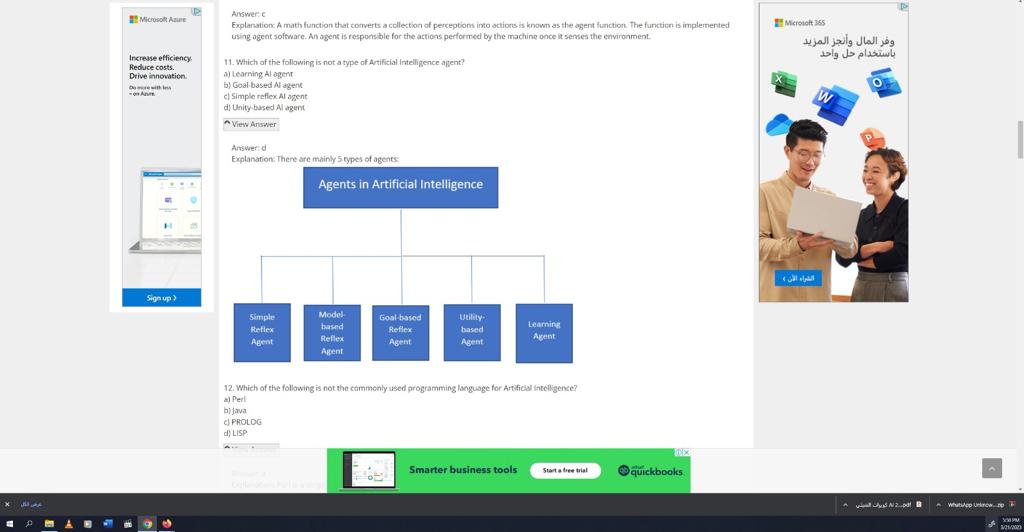 Microsoft Azure
Increase efficiency.
Reduce costs.
Drive innovation.
Do more with less
– on Azure.
Sign up >
Answer: c
Explanation: A math function that converts a collection of perceptions into actions is known as the agent function. The function is implemented
using agent software. An agent is responsible for the actions performed by the machine once it senses the environment.
11. Which of the following is not a type of Artificial Intelligence agent?
a) Learning AI agent
b) Goal-based AI agent
c) Simple reflex AI agent
d) Unity-based AI agent
View Answer
Answer: d
Explanation: There are mainly 5 types of agents:
Agents in Artificial Intelligence
Simple
Reflex
Agent
Model-
based
Reflex
Agent
Goal-based
Reflex
Agent
Utility-
based
Agent
Learning
Agent
12. Which of the following is not the commonly used programming language for Artificial Intelligence?
a) Perl
b) Java
c) PROLOG
d) LISP
View Answer
Answer: a
Explanation: Perl is a
Microsoft 365
وفر المال وأنجز المزيد
باستخدام حل واحد
X
W
O
P
الشراء الآن >
Smarter business tools
Start a free trial
intuit
quickbooks.
عرض الكل
AI 2....pdf
WhatsApp Unknow....zip
5:50 PM
3/21/2023